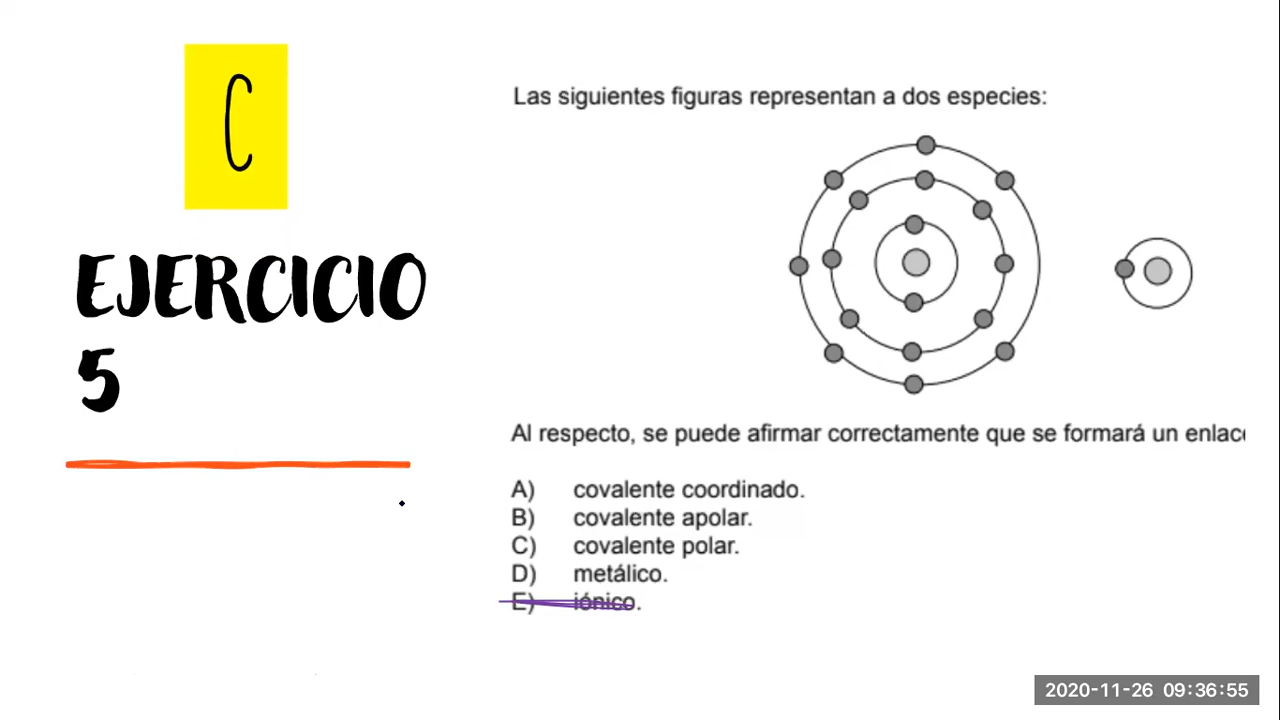 C
EJERCICIO
5
Las siguientes figuras representan a dos especies:
Al respecto, se puede afirmar correctamente que se formará un enlac
A) covalente coordinado.
B) covalente apolar.
C) covalente polar.
D) metálico.
E) iónico.
2020-11-26 09:36:55